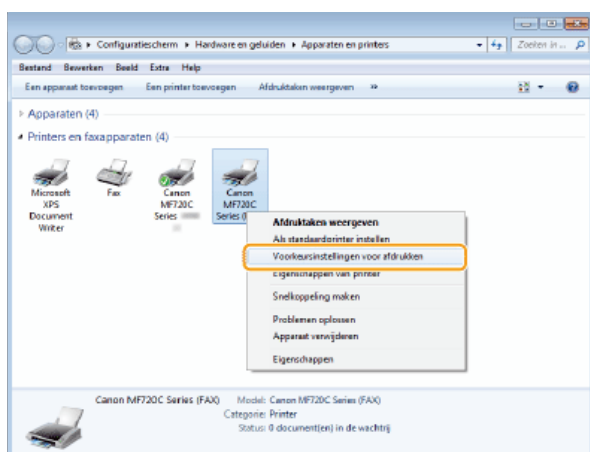 Configuratiescherm ▸ Hardware en geluiden ▸ Apparaten en printers
Zoeken in ...
Bestand Bewerken Beeld Extra Help
Een apparaat toevoegen Een printer toevoegen Afdruktaken weergeven »
Apparaten (4)
Printers en faxapparaten (4)
Microsoft XPS Document Writer
Fax
Canon MF720C Series
Canon MF720C Series (
Afdruktaken weergeven
Als standaardprinter instellen
Voorkeursinstellingen voor afdrukken
Eigenschappen van printer
Snelkoppeling maken
Problemen oplossen
Apparaat verwijderen
Eigenschappen
Canon MF720C Series (FAX) Model: Canon MF720C Series (FAX)
Categorie: Printer
Status: 0 document(en) in de wachtrij